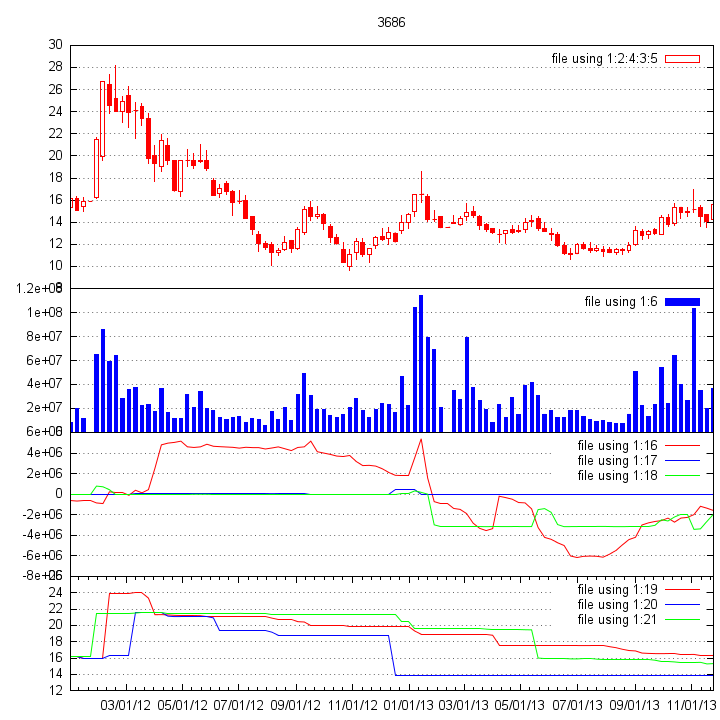 3686
30
file using 1:2:4:3:5
28
26
24
22
20
18
16
14
12
10
8
1.2e+08
file using 1:6
1e+08
8e+07
6e+07
4e+07
2e+07
0
6e+06
file using 1:16
4e+06
file using 1:17
2e+06
file using 1:18
0
-2e+06
-4e+06
-6e+06
-8e+06
26
24
file using 1:19
22
file using 1:20
20
file using 1:21
18
16
14
12
03/01/12 05/01/12 07/01/12 09/01/12 11/01/12 01/01/13 03/01/13 05/01/13 07/01/13 09/01/13 11/01/13